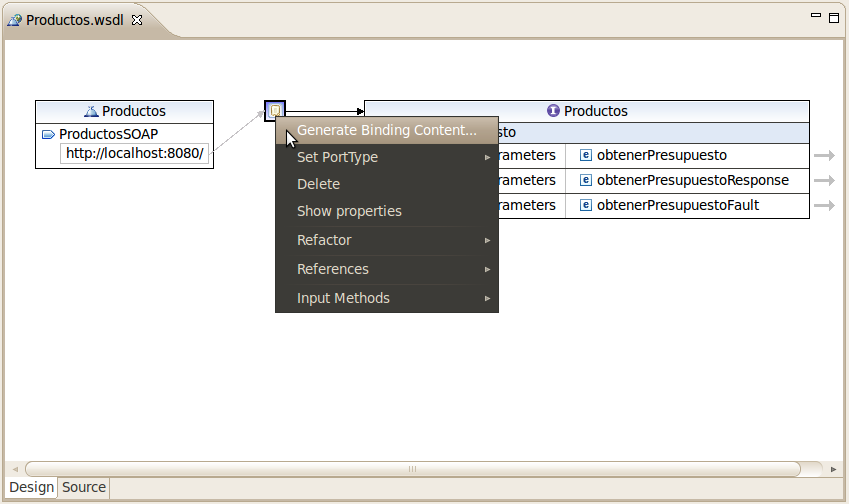 Productos.wsdl
Productos
Productos
ProductosSOAP
http://localhost:8080/
sto
rameters obtenerPresupuesto
rameters obtenerPresupuestoResponse
rameters obtenerPresupuestoFault
Generate Binding Content...
Set PortType
Delete
Show properties
Refactor
References
Input Methods
Design Source